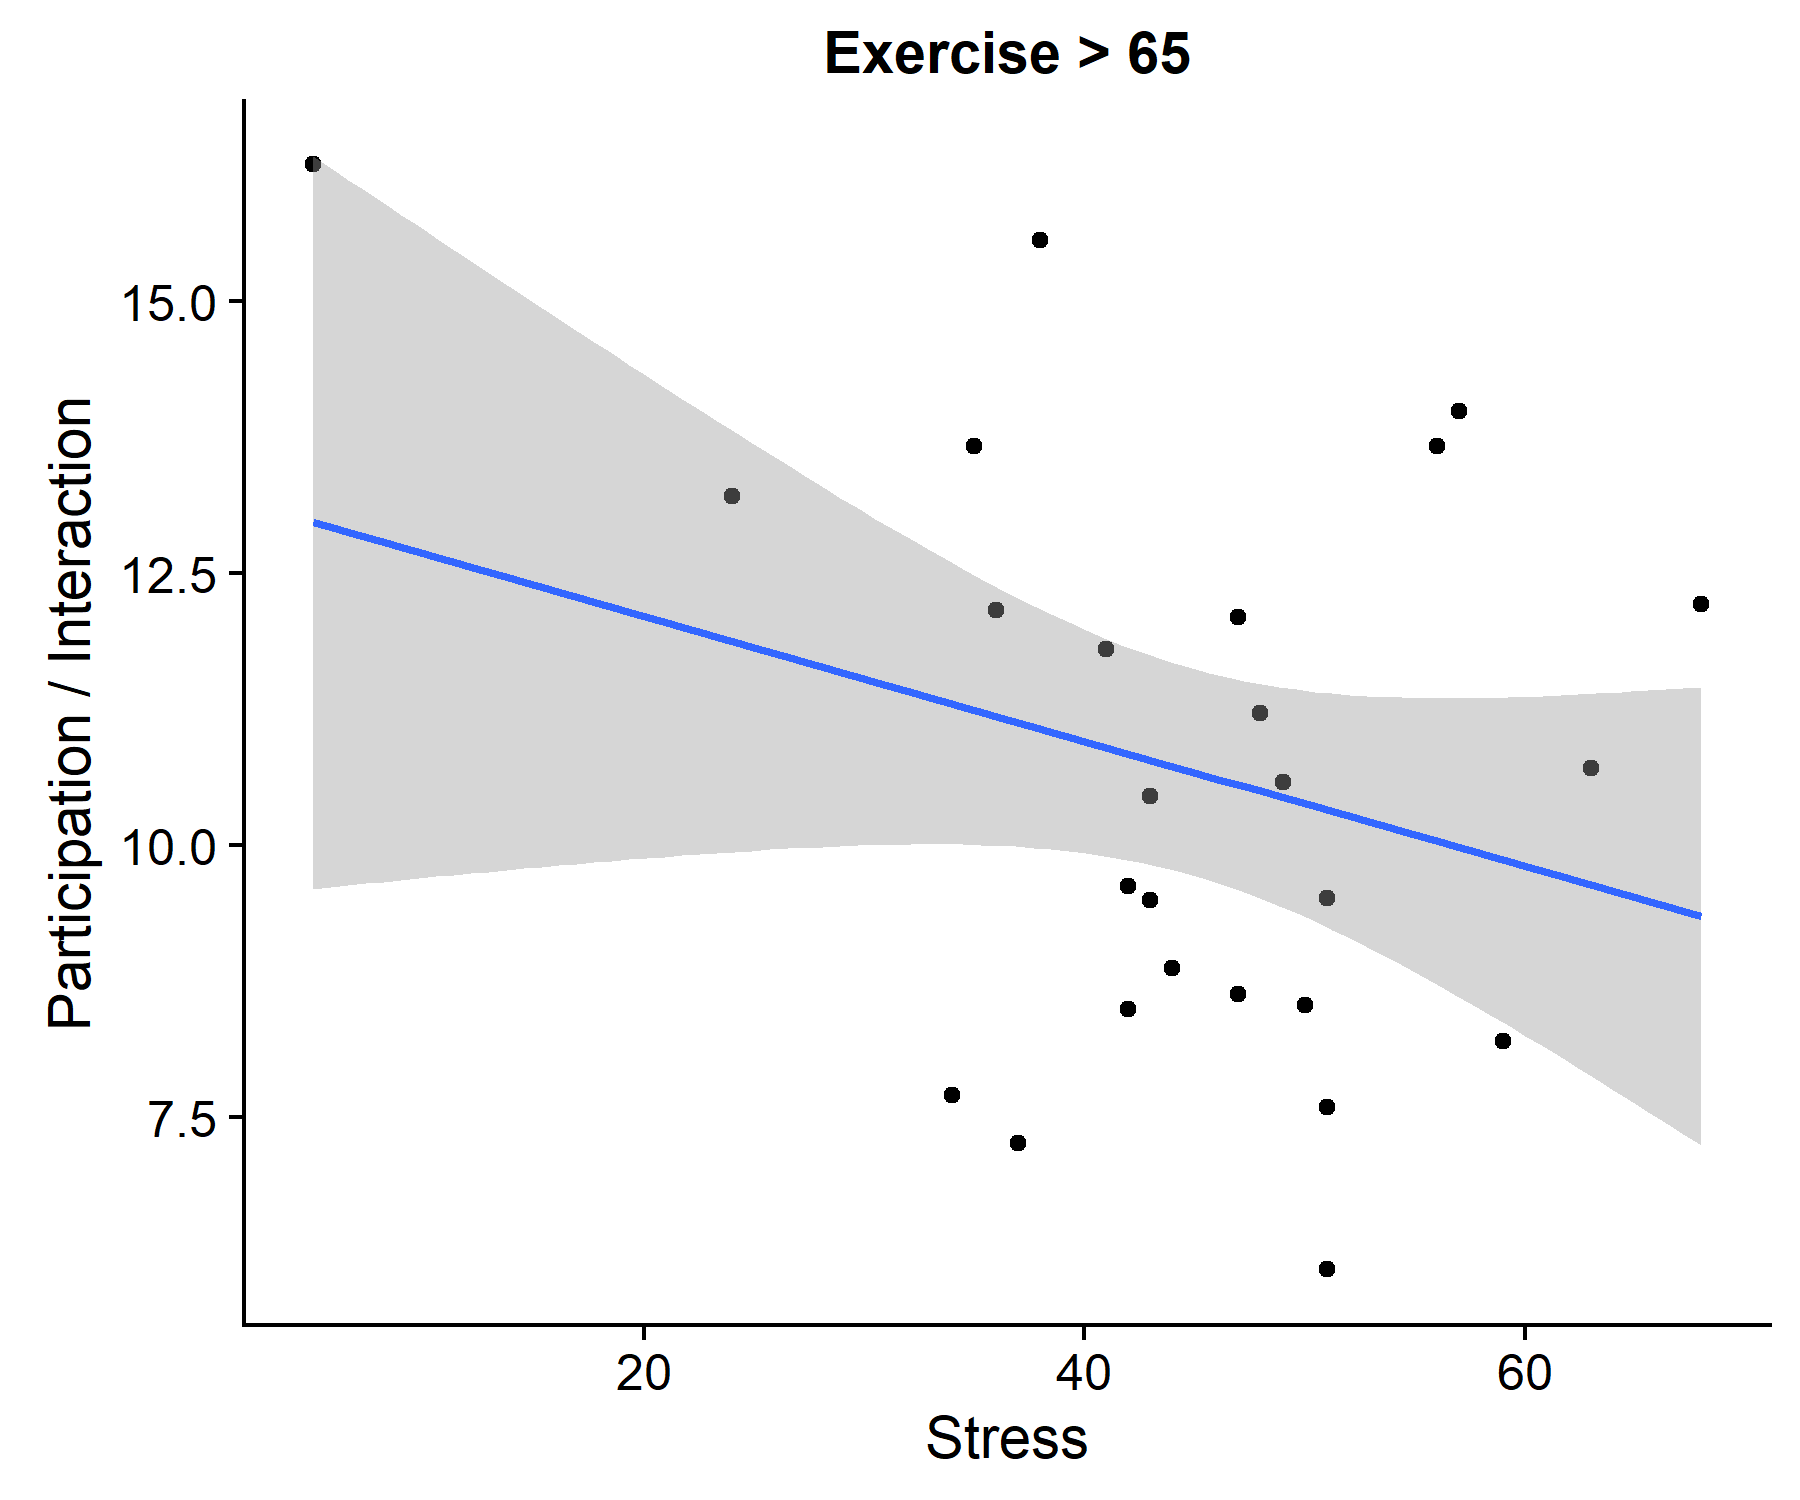 Exercise > 65
Participation / Interaction
15.0
12.5
10.0
7.5
20 40 60
Stress